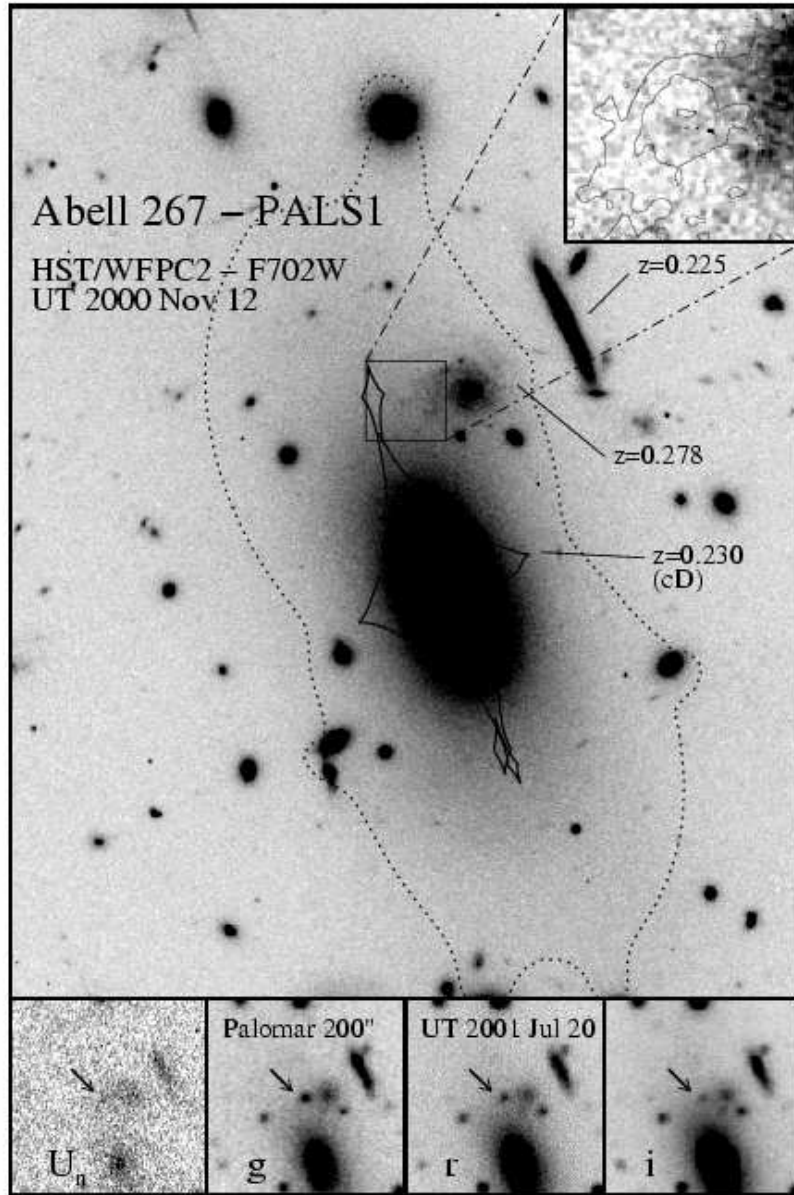 Abell 267 – PALS1
HST/WFPC2 – F702W
UT 2000 Nov 12
z=0.225
z=0.278
z=0.230
(cD)
Palomar 200"
UT 2001 Jul 20
Uₙ
g
r
i